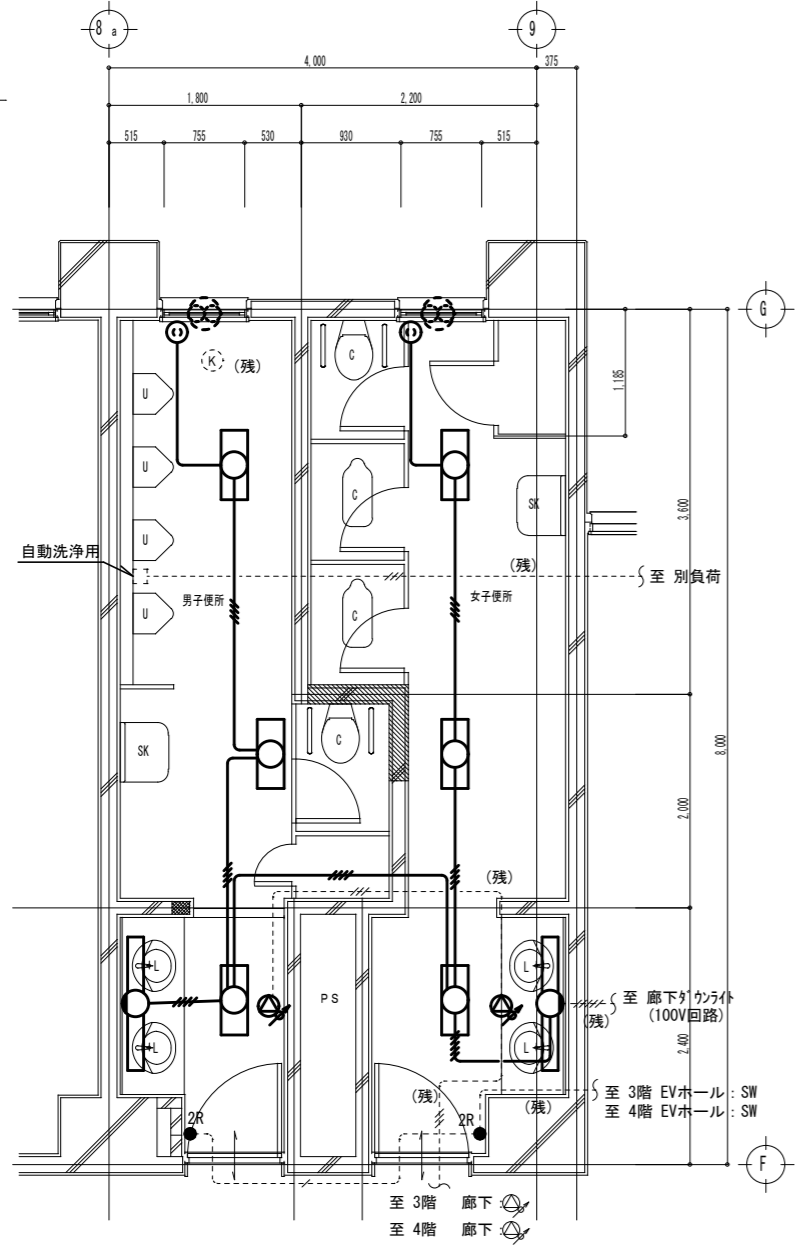 8 a
9
4,000
375
1,800
2,200
515
755
530
930
755
515
G
K
(残)
C
1,185
U
U
C
SK
3,600
自動洗浄用
U
(残)
至 別負荷
男子便所
女子便所
U
C
SK
C
8,000
2,000
(残)
L
L
PS
至 廊下ダウンライト
(100V回路)
(残)
L
L
2,400
(残)
2R
2R
(残)
至 3階 EVホール：SW
至 4階 EVホール：SW
F
至 3階 廊下：
至 4階 廊下：